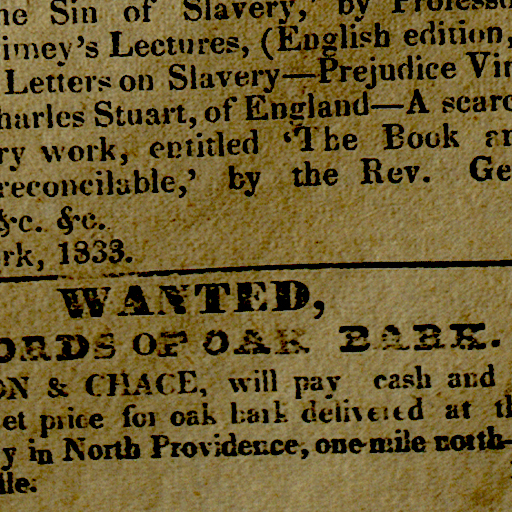 he Sin of Slavery,' by Professo
imey's Lectures, (English edition,
Letters on Slavery—Prejudice Vin
harles Stuart, of England—A scarc
ry work, entitled 'The Book an
reconcilable,' by the Rev. Ge
&c. &c.
rk, 1833.
WANTED,
ORDS OF OAK BARK.
ON & CHACE, will pay cash and
et price for oak bark delivered at th
y in North Providence, one mile north-
lle.